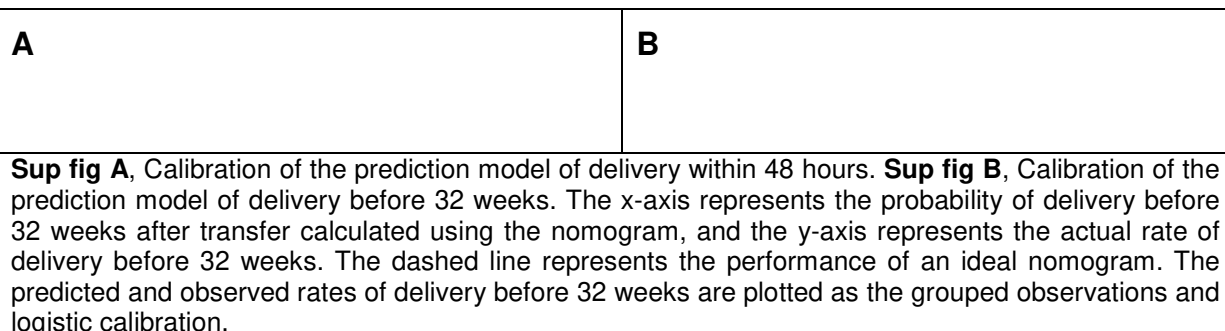 A
B
Sup fig A, Calibration of the prediction model of delivery within 48 hours. Sup fig B, Calibration of the
prediction model of delivery before 32 weeks. The x-axis represents the probability of delivery before
32 weeks after transfer calculated using the nomogram, and the y-axis represents the actual rate of
delivery before 32 weeks. The dashed line represents the performance of an ideal nomogram. The
predicted and observed rates of delivery before 32 weeks are plotted as the grouped observations and
logistic calibration.